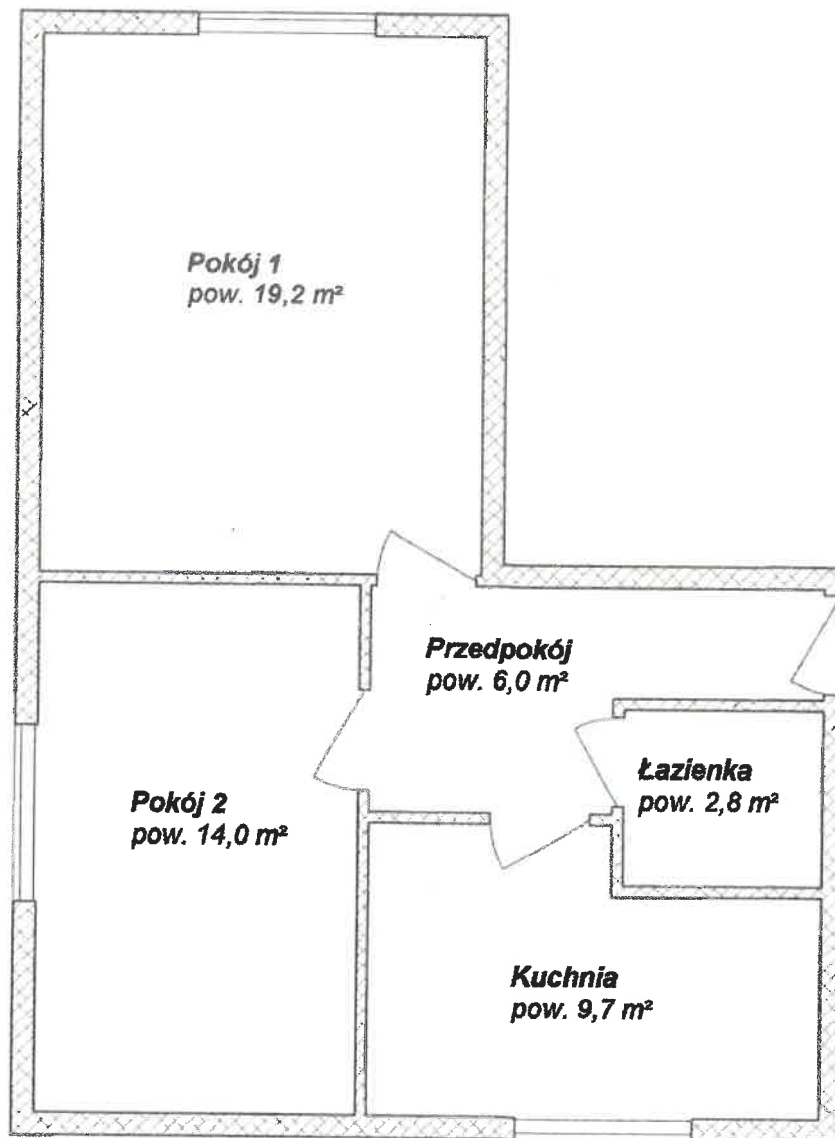 Pokój 1
pow. 19,2 m²
Przedpokój
pow. 6,0 m²
Łazienka
pow. 2,8 m²
Pokój 2
pow. 14,0 m²
Kuchnia
pow. 9,7 m²